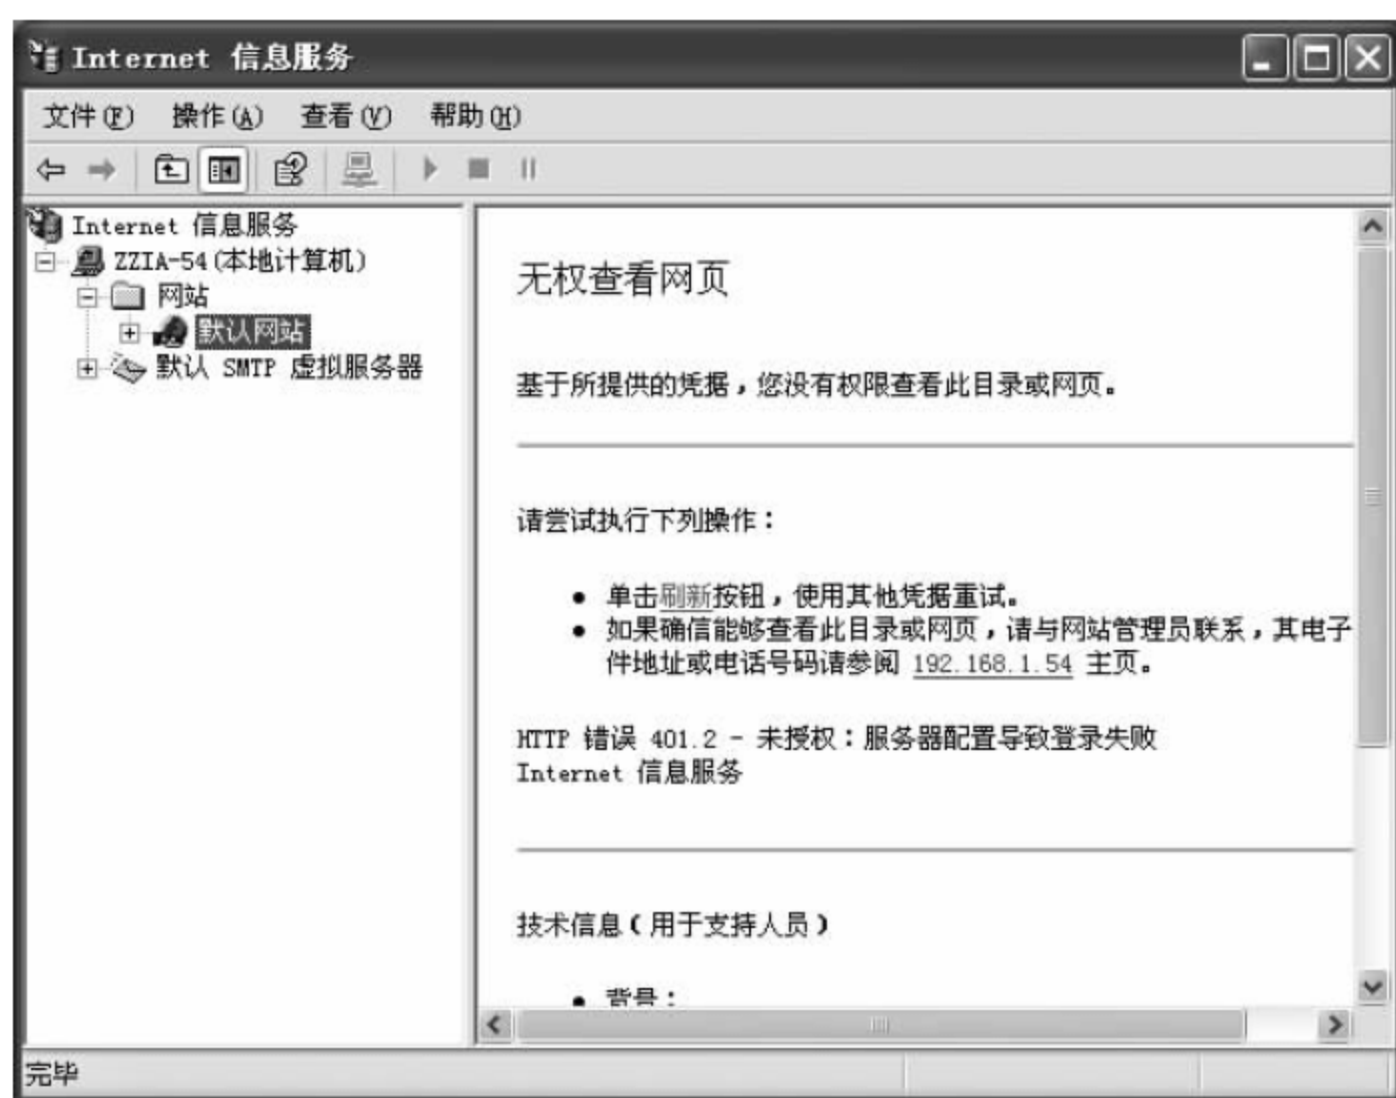 Internet 信息服务
文件(F) 操作(A) 查看(V) 帮助(H)
Internet 信息服务
ZZIA-54(本地计算机)
网站
默认网站
默认 SMTP 虚拟服务器
无权查看网页
基于所提供的凭据，您没有权限查看此目录或网页。
请尝试执行下列操作：
● 单击刷新按钮，使用其他凭据重试。
● 如果确信能够查看此目录或网页，请与网站管理员联系，其电子
件地址或电话号码请参阅 192.168.1.54 主页。
HTTP 错误 401.2 - 未授权：服务器配置导致登录失败
Internet 信息服务
技术信息（用于支持人员）
● 背景：
完毕